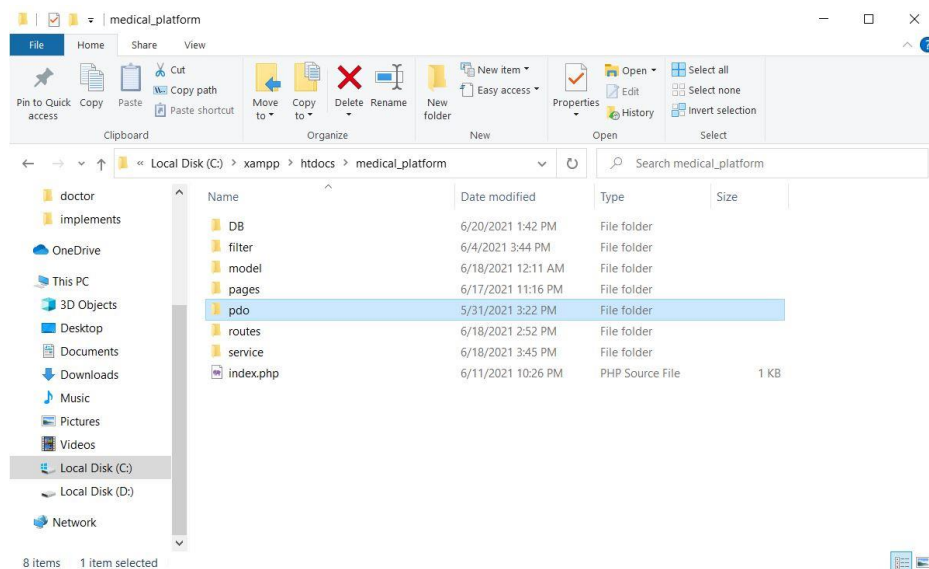 medical_platform
File Home Share View
Pin to Quick access
Copy
Paste
Cut
Copy path
Paste shortcut
Clipboard
Move to
Copy to
Delete
Rename
Organize
New folder
New item
Easy access
New
Properties
Open
Edit
History
Open
Select all
Select none
Invert selection
Select
« Local Disk (C:) > xampp > htdocs > medical_platform
Search medical_platform
doctor
implements
OneDrive
This PC
3D Objects
Desktop
Documents
Downloads
Music
Pictures
Videos
Local Disk (C:)
Local Disk (D:)
Network
Name Date modified Type Size
DB 6/20/2021 1:42 PM File folder
filter 6/4/2021 3:44 PM File folder
model 6/18/2021 12:11 AM File folder
pages 6/17/2021 11:16 PM File folder
pdo 5/31/2021 3:22 PM File folder
routes 6/18/2021 2:52 PM File folder
service 6/18/2021 3:45 PM File folder
index.php 6/11/2021 10:26 PM PHP Source File 1 KB
8 items 1 item selected